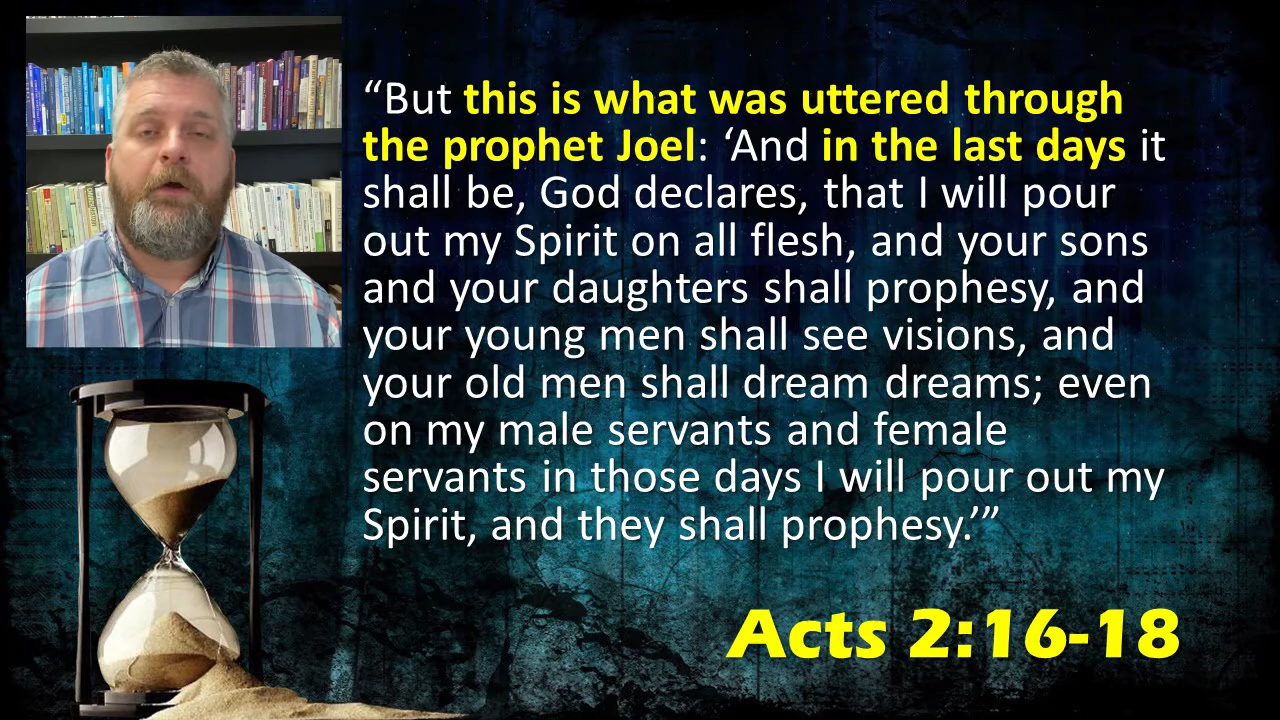 “But this is what was uttered through
the prophet Joel: ‘And in the last days it
shall be, God declares, that I will pour
out my Spirit on all flesh, and your sons
and your daughters shall prophesy, and
your young men shall see visions, and
your old men shall dream dreams; even
on my male servants and female
servants in those days I will pour out my
Spirit, and they shall prophesy.’”
Acts 2:16-18